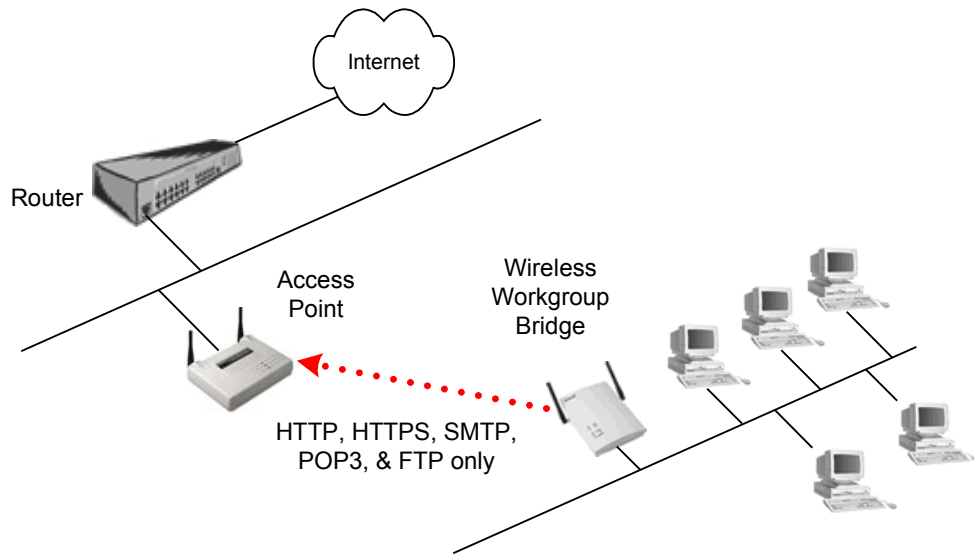 Internet
Router
Access
Point
Wireless
Workgroup
Bridge
HTTP, HTTPS, SMTP,
POP3, & FTP only